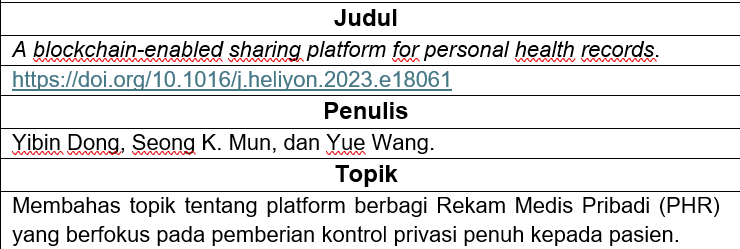 Judul
A blockchain-enabled sharing platform for personal health records.
https://doi.org/10.1016/j.heliyon.2023.e18061
Penulis
Yibin Dong, Seong K. Mun, dan Yue Wang.
Topik
Membahas topik tentang platform berbagi Rekam Medis Pribadi (PHR)
yang berfokus pada pemberian kontrol privasi penuh kepada pasien.